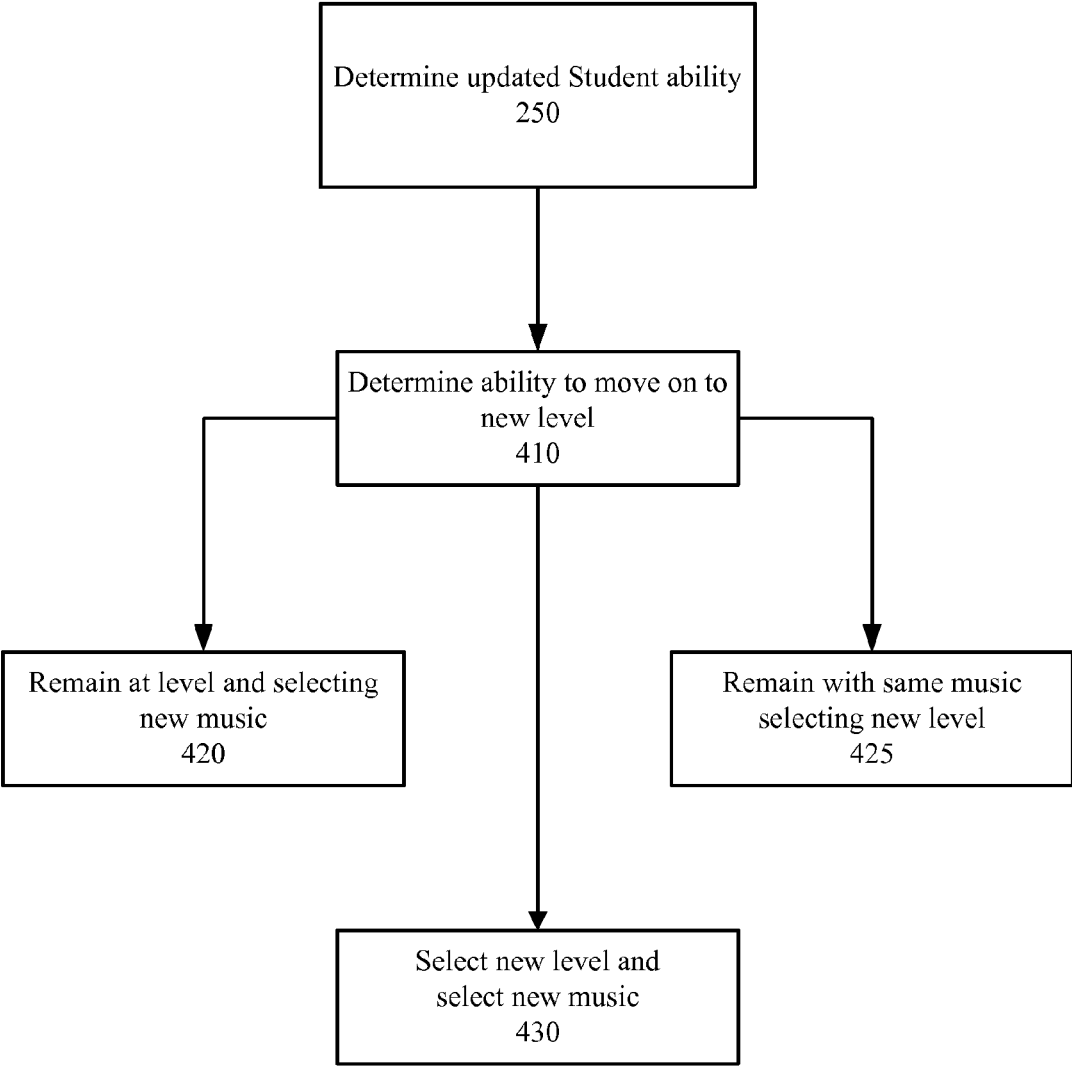 Determine updated Student ability
250
Determine ability to move on to
new level
410
Remain at level and selecting
new music
420
Remain with same music
selecting new level
425
Select new level and
select new music
430